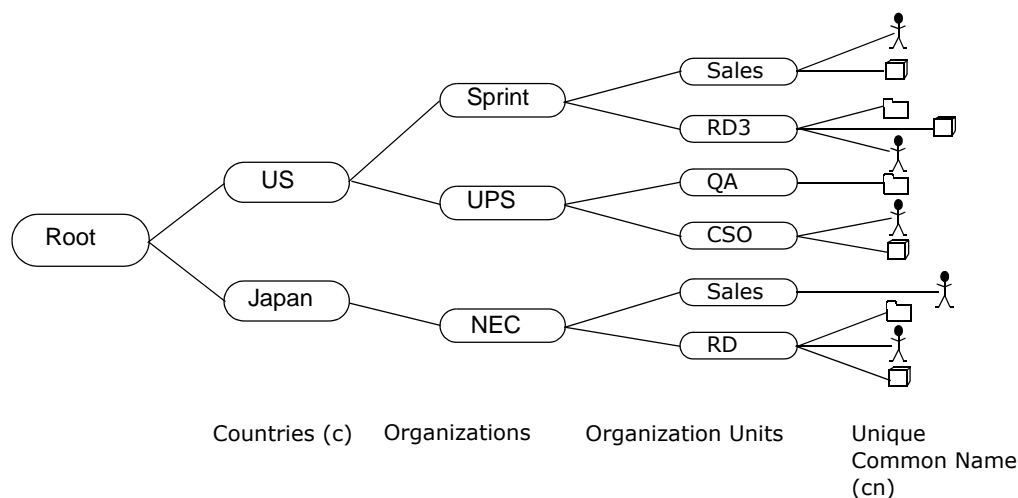 Sales
Sprint
RD3
US
QA
UPS
Root
CSO
Japan
Sales
NEC
RD
Countries (c)
Organizations
Organization Units
Unique
Common Name
(cn)